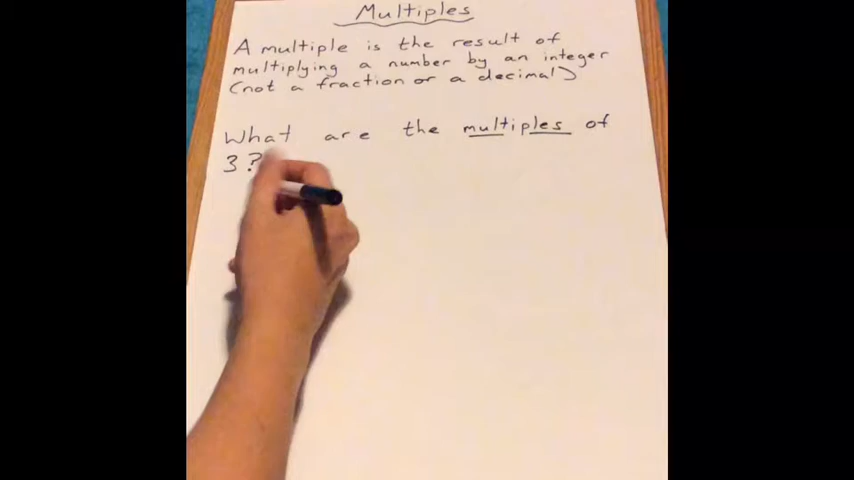 Multiples
A multiple is the result of
multiplying a number by an integer
(not a fraction or a decimal)
What are the multiples of
3?